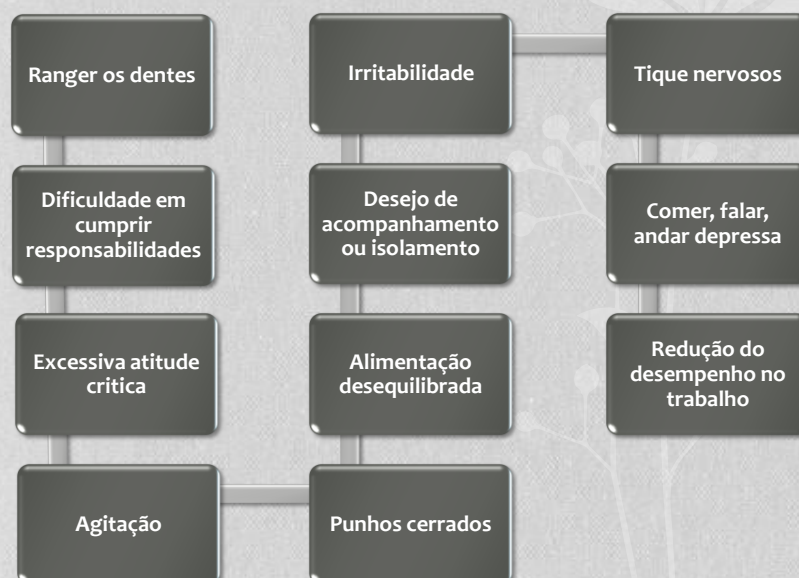 Ranger os dentes
Dificuldade em
cumprir
responsabilidades
Excessiva atitude
critica
Agitação
Punhos cerrados
Alimentação
desequilibrada
Desejo de
acompanhamento
ou isolamento
Irritabilidade
Tique nervosos
Comer, falar,
andar depressa
Redução do
desempenho no
trabalho